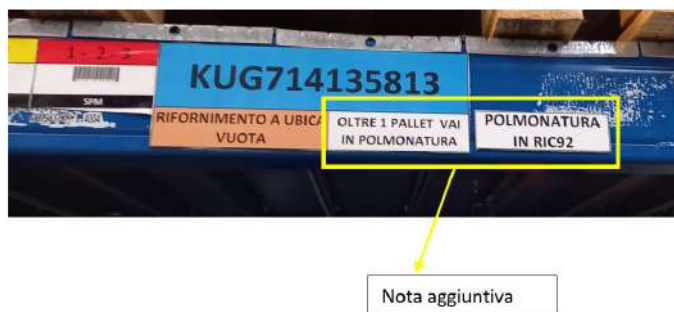 1 - 2 - 3
SPM
KUG714135813
RIFORNIMENTO A UBICA
VUOTA
OLTRE 1 PALLET VAI
IN POLMONATURA
POLMONATURA
IN RIC92
Nota aggiuntiva